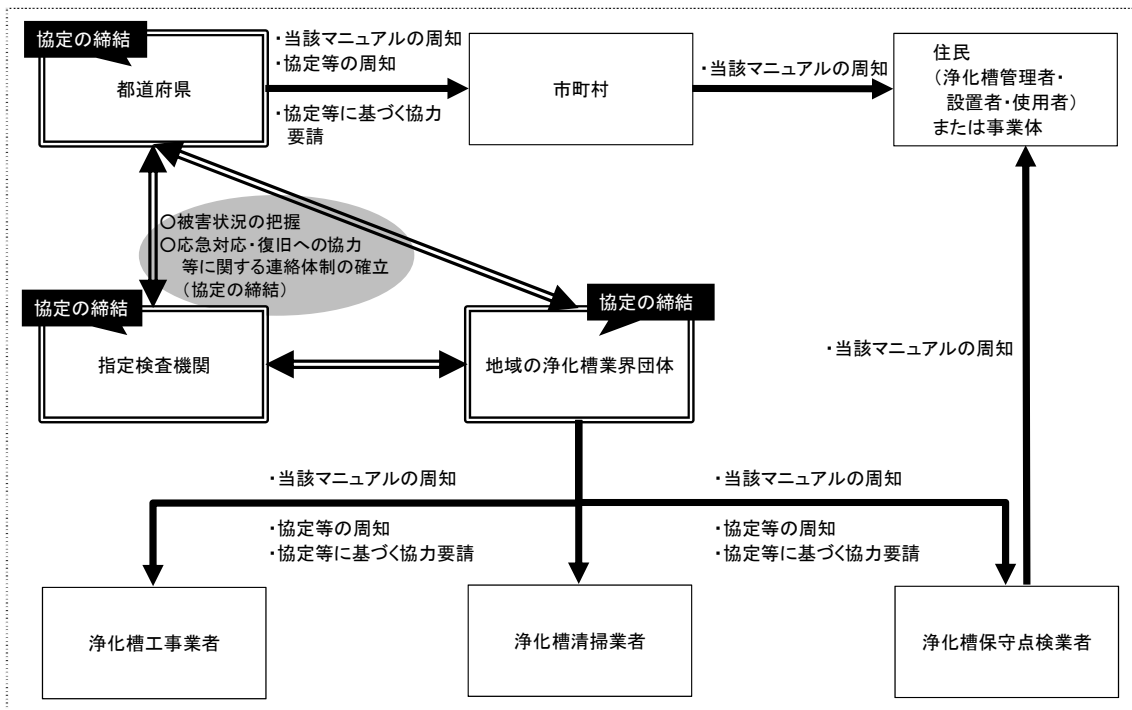 協定の締結
都道府県
・当該マニュアルの周知
・協定等の周知
・協定等に基づく協力
要請
市町村
・当該マニュアルの周知
住民
（浄化槽管理者・
設置者・使用者）
または事業体
○被害状況の把握
○応急対応・復旧への協力
等に関する連絡体制の確立
（協定の締結）
協定の締結
指定検査機関
協定の締結
地域の浄化槽業界団体
・当該マニュアルの周知
・当該マニュアルの周知
・協定等の周知
・協定等に基づく協力要請
・当該マニュアルの周知
・協定等の周知
・協定等に基づく協力要請
浄化槽工事業者
浄化槽清掃業者
浄化槽保守点検業者